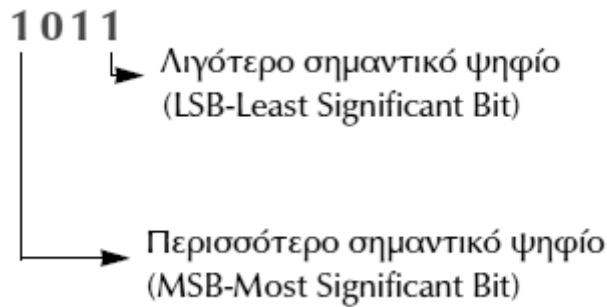 1011
Λιγότερο σημαντικό ψηφίο
(LSB-Least Significant Bit)
Περισσότερο σημαντικό ψηφίο
(MSB-Most Significant Bit)